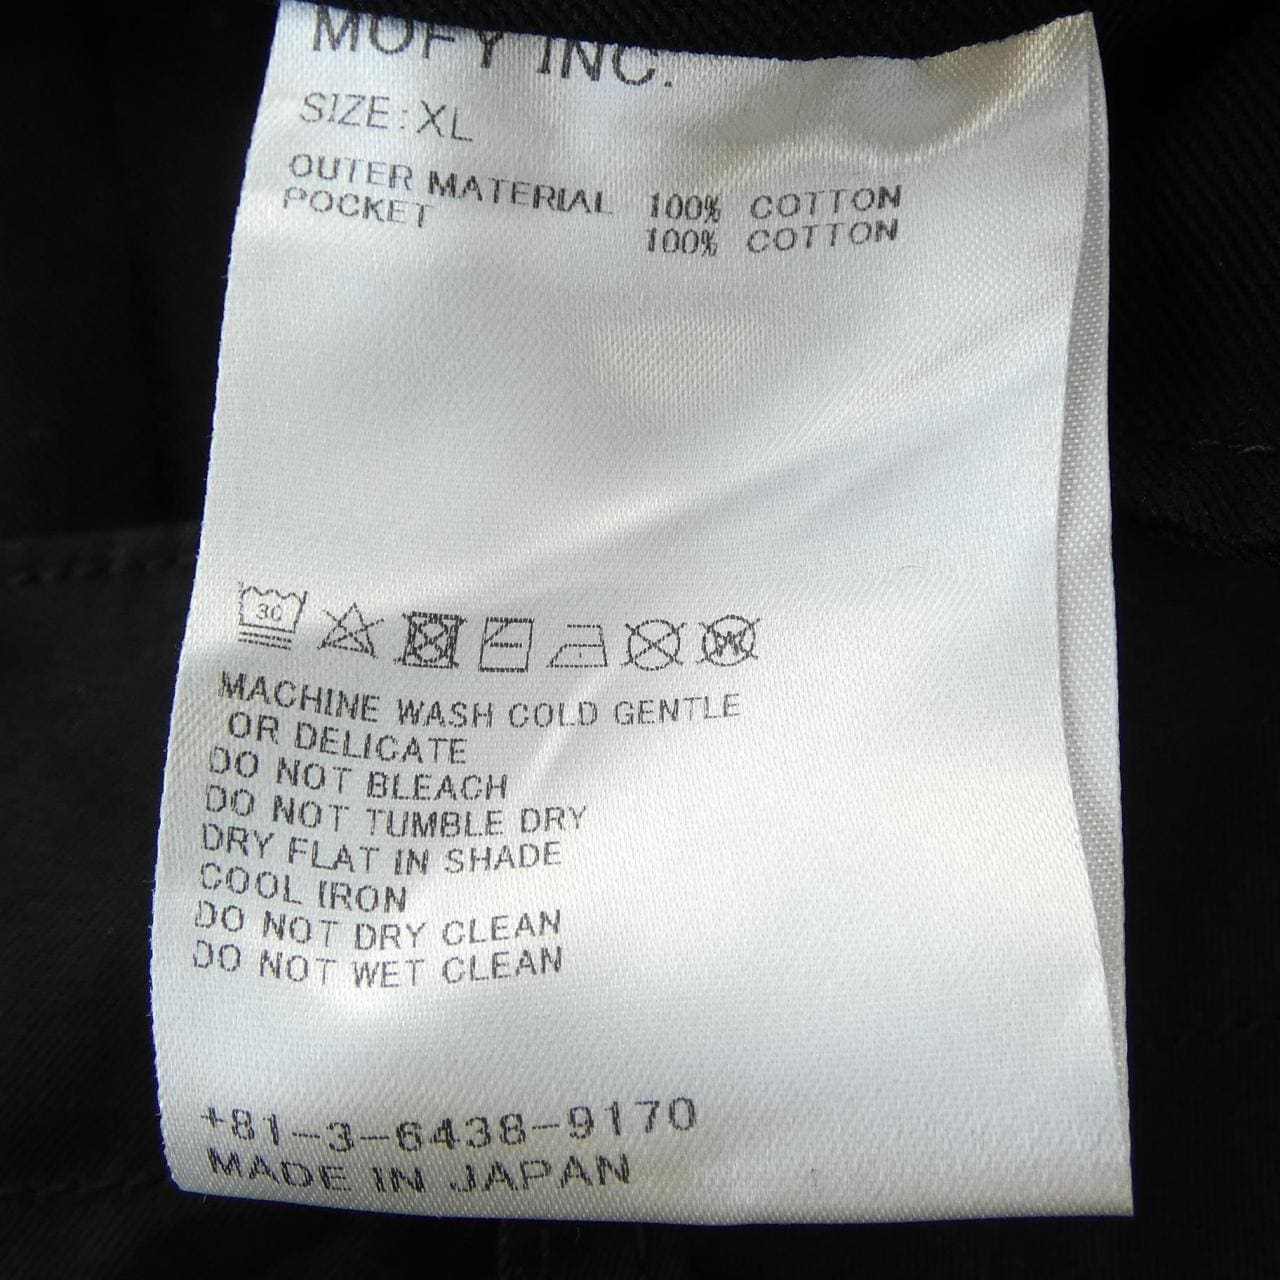 MOFY INC.
SIZE:XL
OUTER MATERIAL 100% COTTON
POCKET 100% COTTON
30
W
MACHINE WASH COLD GENTLE
OR DELICATE
DO NOT BLEACH
DO NOT TUMBLE DRY
DRY FLAT IN SHADE
COOL IRON
DO NOT DRY CLEAN
DO NOT WET CLEAN
+81-3-6438-9170
MADE IN JAPAN